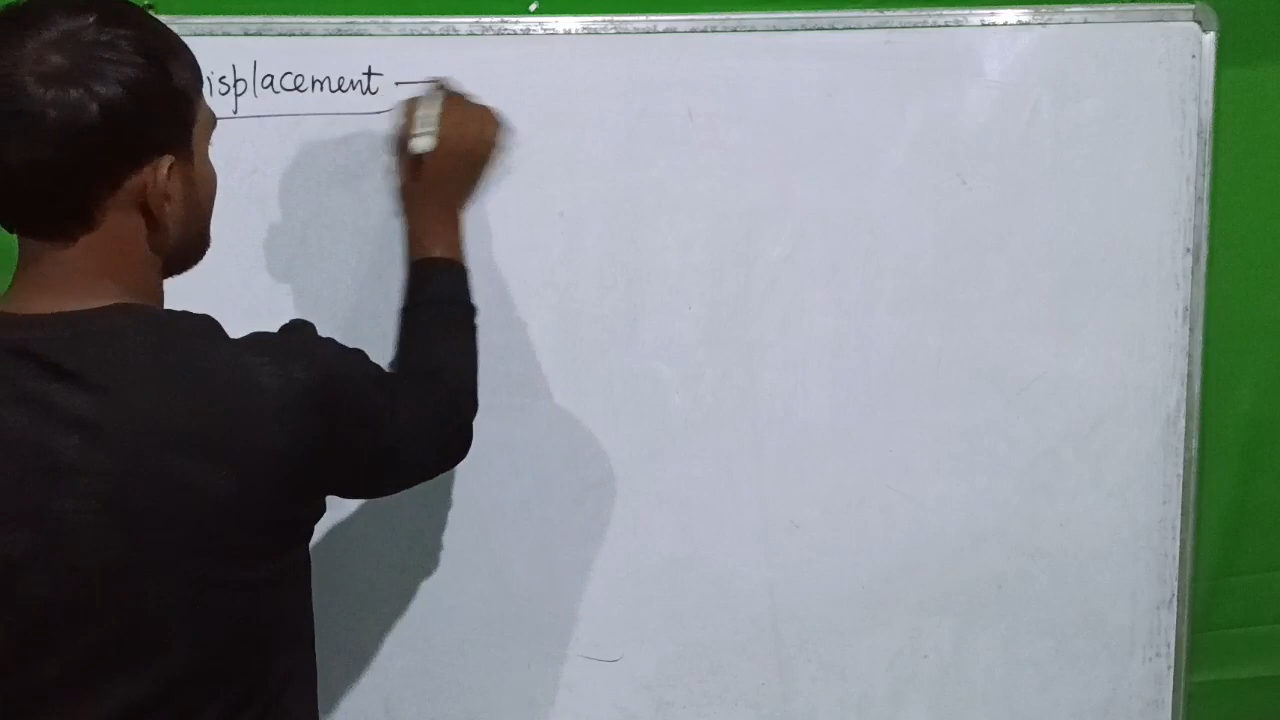 isplacement —